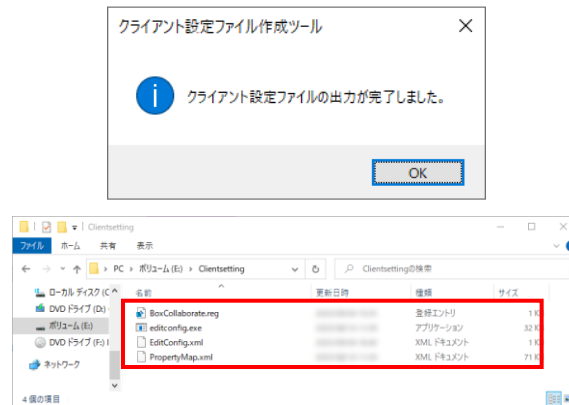 クライアント設定ファイル作成ツール
クライアント設定ファイルの出力が完了しました。
OK
Clientsetting
ファイル ホーム 共有 表示
PC › ボリューム (E:) › Clientsetting
Clientsettingの検索
ローカル ディスク (C
DVD ドライブ (D:)
ボリューム (E:)
DVD ドライブ (F:)
ネットワーク
名前 更新日時 種類 サイズ
BoxCollaborate.reg 登録エントリ 1 K
editconfig.exe アプリケーション 32 K
EditConfig.xml XML ドキュメント 1 K
PropertyMap.xml XML ドキュメント 71 K
4 個の項目